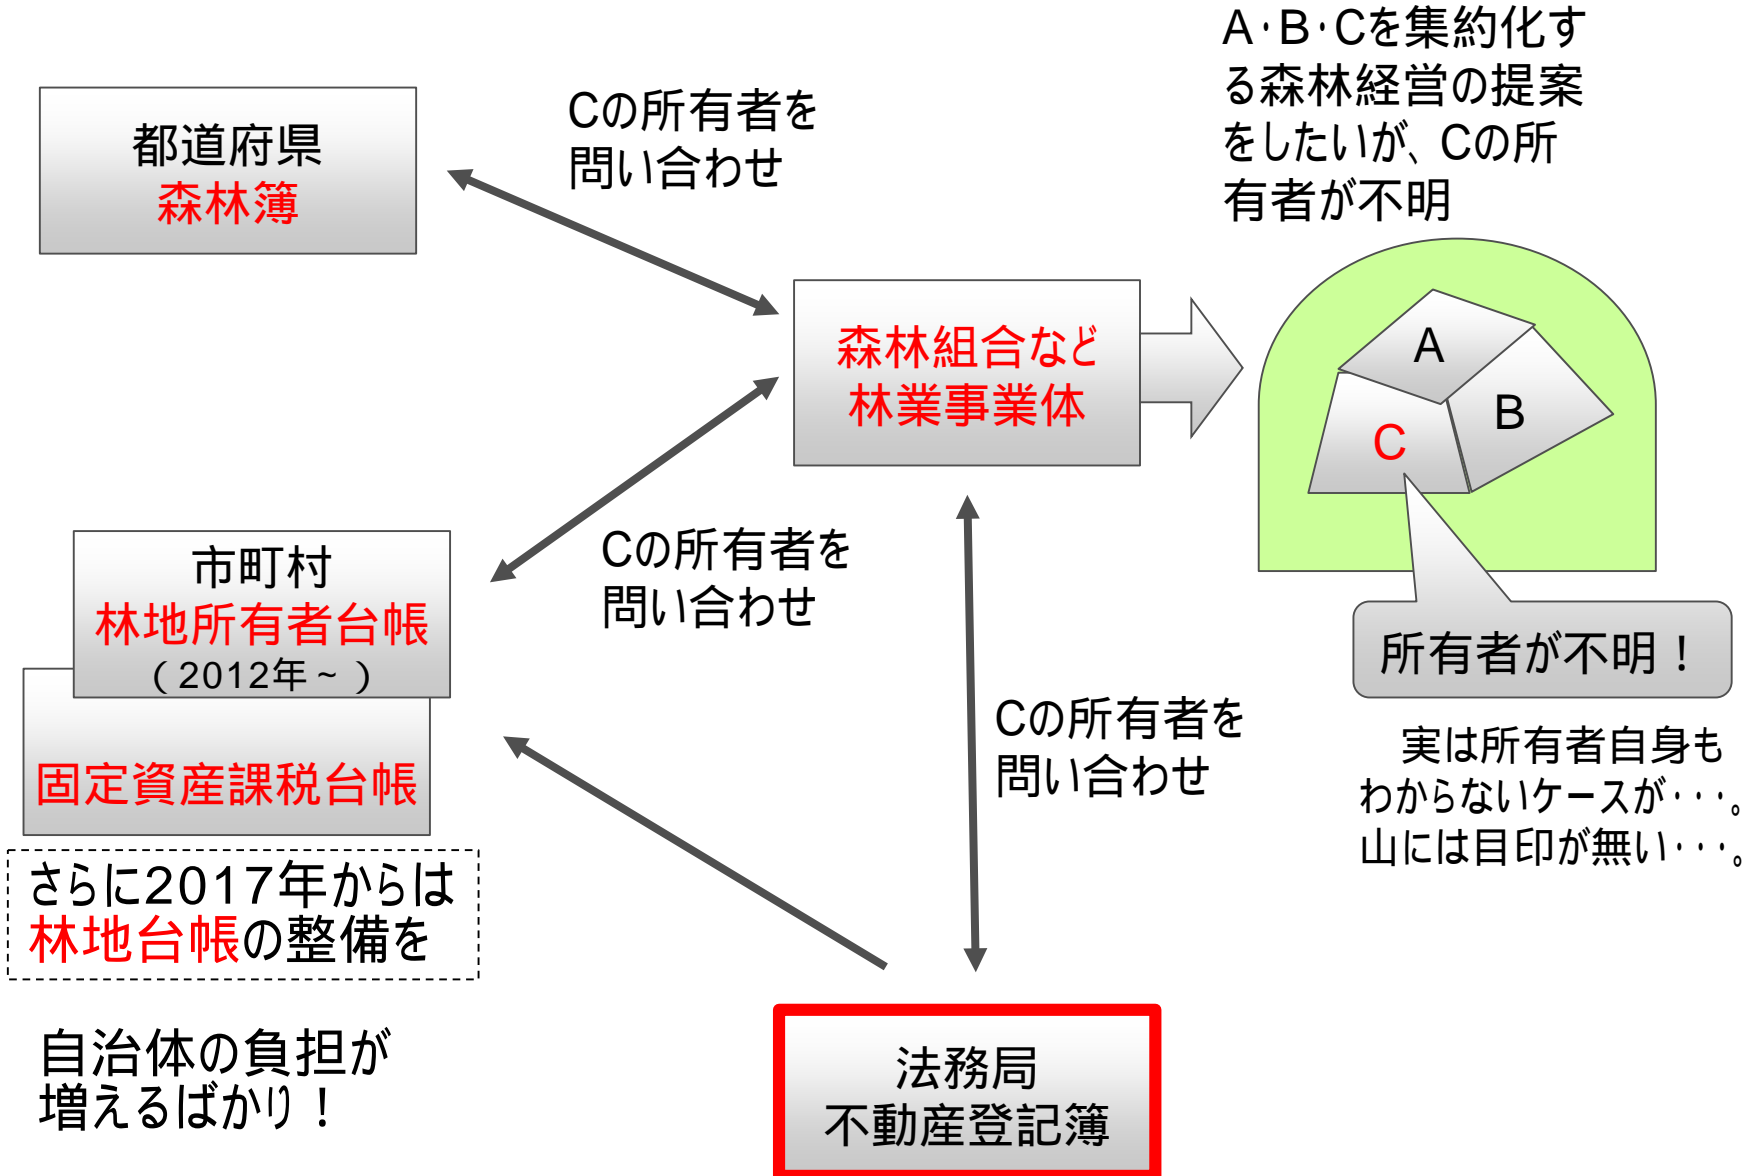 A･B･Cを集約化す
る森林経営の提案
をしたいが、Cの所
有者が不明
都道府県
森林簿
Cの所有者を
問い合わせ
森林組合など
林業事業体
A
B
C
市町村
林地所有者台帳
（2012年～）
固定資産課税台帳
Cの所有者を
問い合わせ
所有者が不明！
Cの所有者を
問い合わせ
実は所有者自身も
わからないケースが･･･。
山には目印が無い･･･。
さらに2017年からは
林地台帳の整備を
自治体の負担が
増えるばかり！
法務局
不動産登記簿